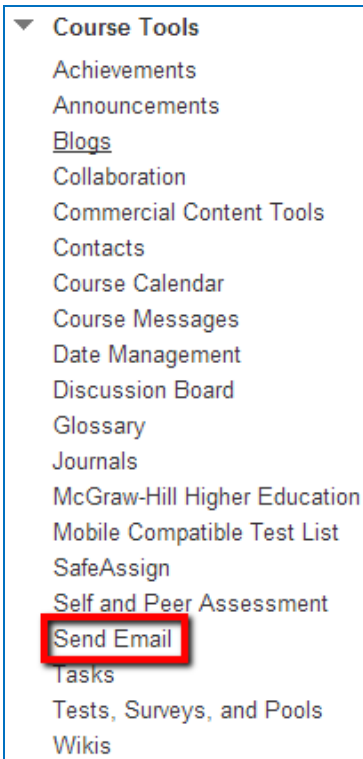 Course Tools
Achievements
Announcements
Blogs
Collaboration
Commercial Content Tools
Contacts
Course Calendar
Course Messages
Date Management
Discussion Board
Glossary
Journals
McGraw-Hill Higher Education
Mobile Compatible Test List
SafeAssign
Self and Peer Assessment
Send Email
Tasks
Tests, Surveys, and Pools
Wikis